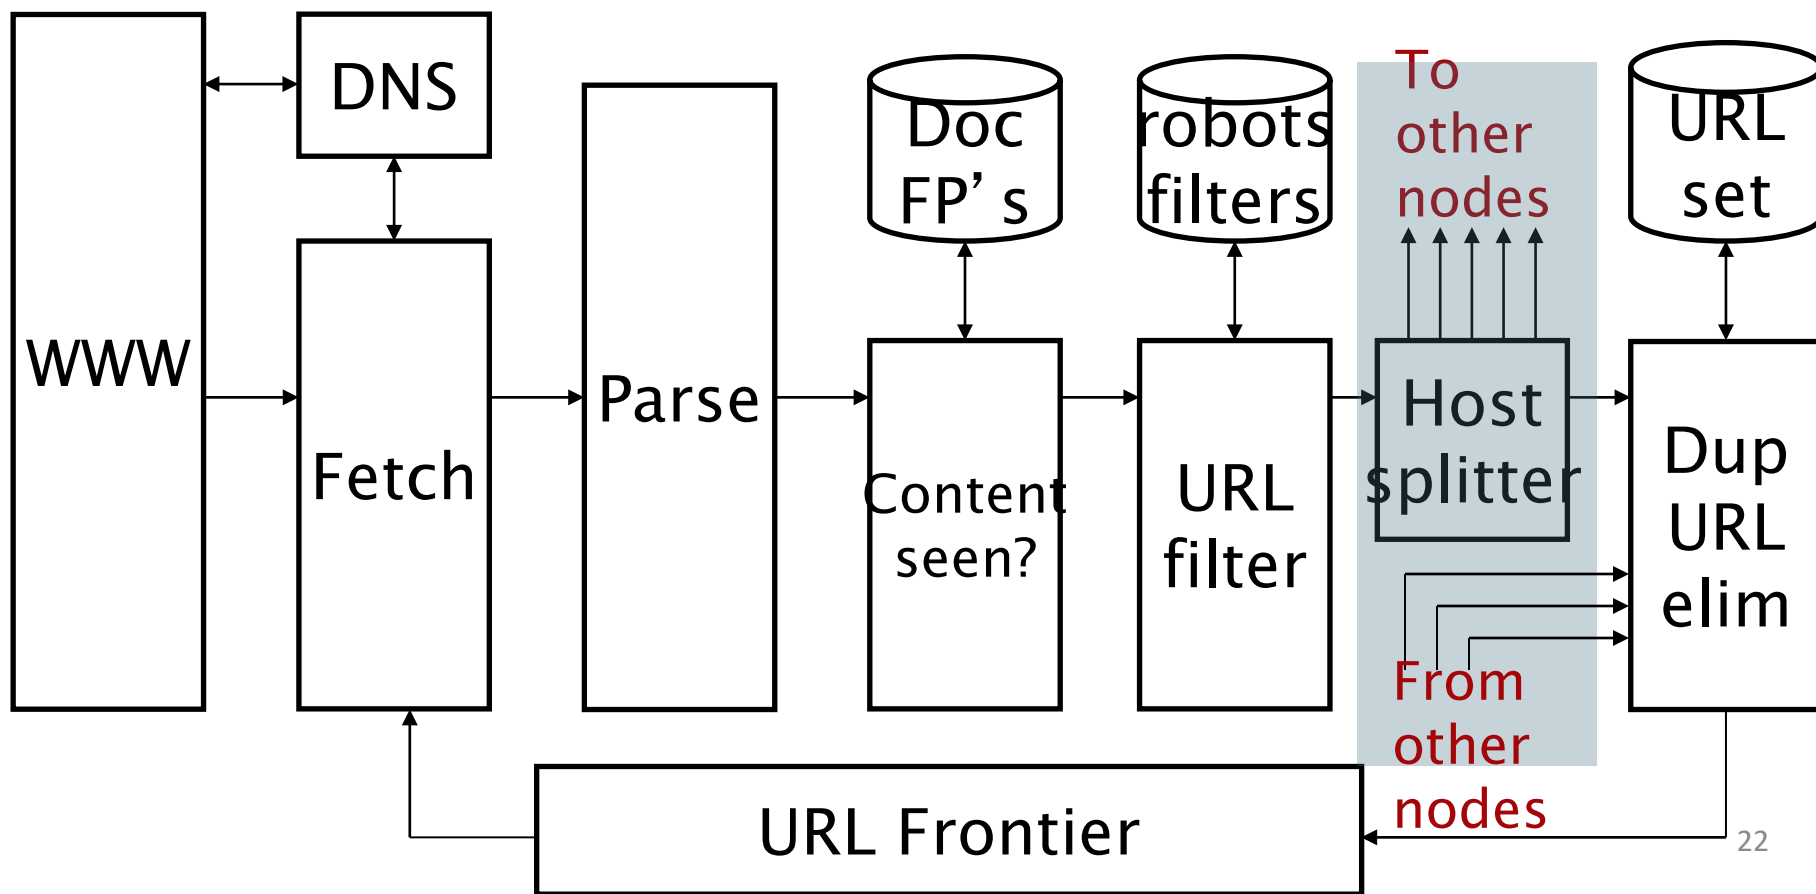 WWW
DNS
Fetch
Parse
Doc
FP’ s
Content
seen?
robots
filters
URL
filter
To
other
nodes
Host
splitter
From
other
nodes
URL
set
Dup
URL
elim
URL Frontier
22